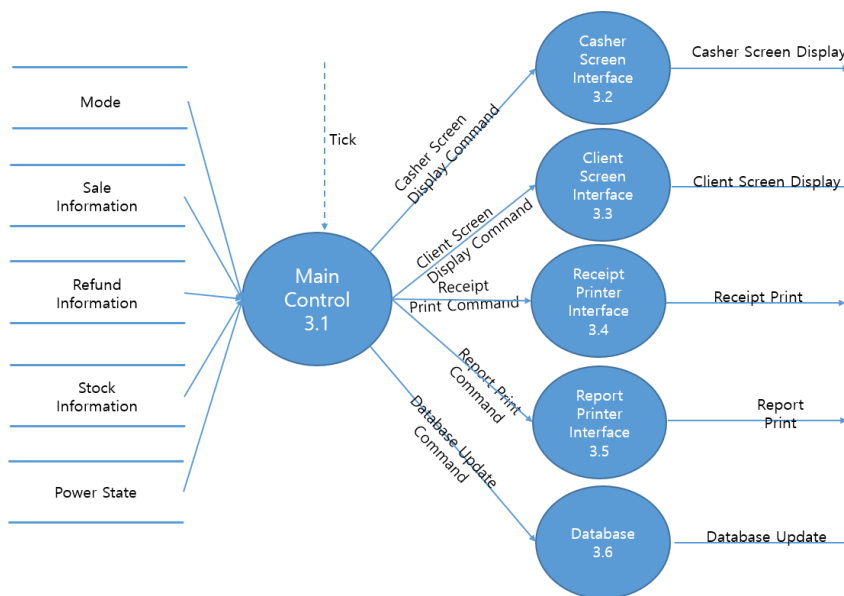 Mode
Sale
Information
Refund
Information
Stock
Information
Power State
Tick
Main
Control
3.1
Casher Screen
Display Command
Client Screen
Display Command
Receipt
Print Command
Report Print
Command
Database Update
Command
Casher
Screen
Interface
3.2
Casher Screen Display
Client
Screen
Interface
3.3
Client Screen Display
Receipt
Printer
Interface
3.4
Receipt Print
Report
Printer
Interface
3.5
Report
Print
Database
3.6
Database Update